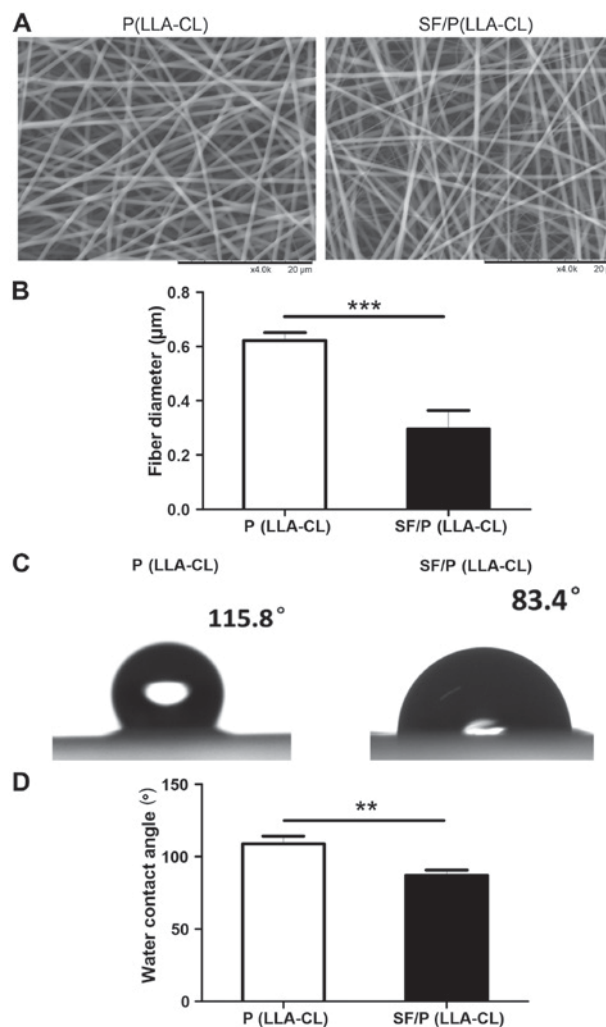 A
P(LLA-CL)
SF/P(LLA-CL)
x4.0k 20 µm
x4.0k 20 µ
B
Fiber diameter (µm)
0.8
0.6
0.4
0.2
0.0
***
P (LLA-CL)
SF/P (LLA-CL)
C
P (LLA-CL)
SF/P (LLA-CL)
115.8°
83.4°
D
Water contact angle (°)
150
100
50
0
**
P (LLA-CL)
SF/P (LLA-CL)